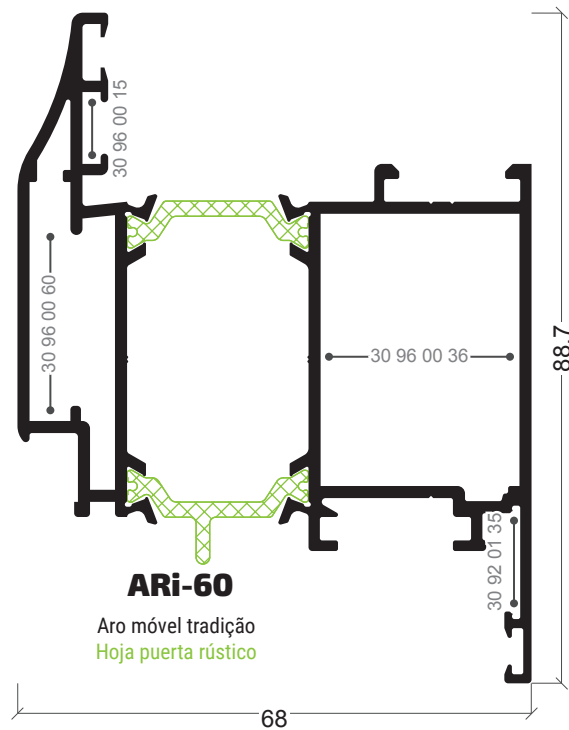 30 96 00 15
30 96 00 60
30 96 00 36
88.7
30 92 01 35
ARi-60
Aro móvel tradição
Hoja puerta rústico
68